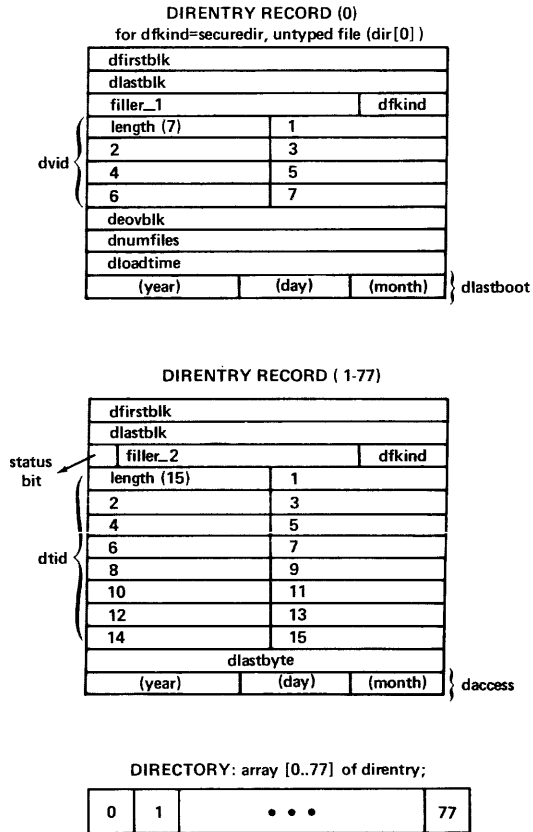 DIRENTRY RECORD (0)
for dfkind=securedir, untyped file (dir[0])
dfirstblk
dlastblk
filler_1 dfkind
length (7) 1
2 3
dvid
4 5
6 7
deovblk
dnumfiles
dloadtime
(year) (day) (month) dlastboot
DIRENTRY RECORD (1-77)
dfirstblk
dlastblk
status bit
filler_2 dfkind
length (15) 1
2 3
4 5
dtid
6 7
8 9
10 11
12 13
14 15
dlastbyte
(year) (day) (month) daccess
DIRECTORY: array [0..77] of direntry;
0 1 • • • 77